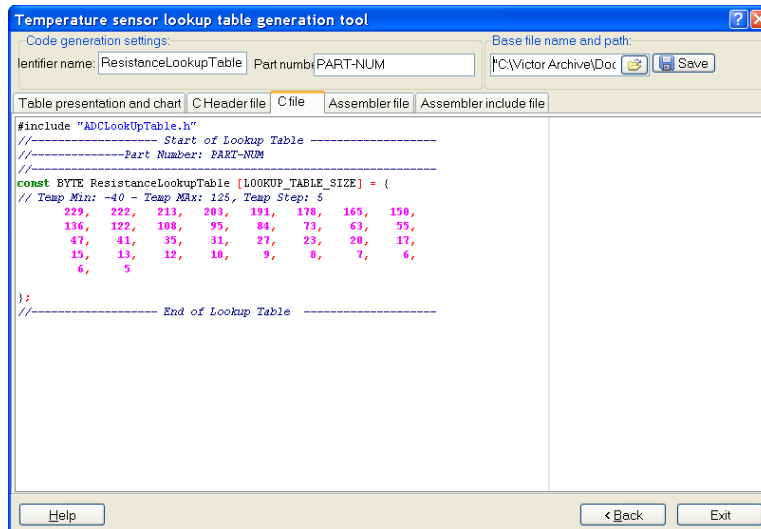 Temperature sensor lookup table generation tool
Code generation settings:
Base file name and path:
lentifier name: ResistanceLookupTable Part numbe PART-NUM "C:\Victor Archive\Doc Save
Table presentation and chart C Header file C file Assembler file Assembler include file
#include "ADCLookUpTable.h"
//------------------- Start of Lookup Table -------------------
//--------------Part Number: PART-NUM
//-------------------------------------------------------------
const BYTE ResistanceLookupTable [LOOKUP_TABLE_SIZE] = {
// Temp Min: -40 - Temp MAx: 125, Temp Step: 5
229, 222, 213, 203, 191, 178, 165, 150,
136, 122, 108, 95, 84, 73, 63, 55,
47, 41, 35, 31, 27, 23, 20, 17,
15, 13, 12, 10, 9, 8, 7, 6,
6, 5
};
//------------------- End of Lookup Table --------------------
Help < Back Exit